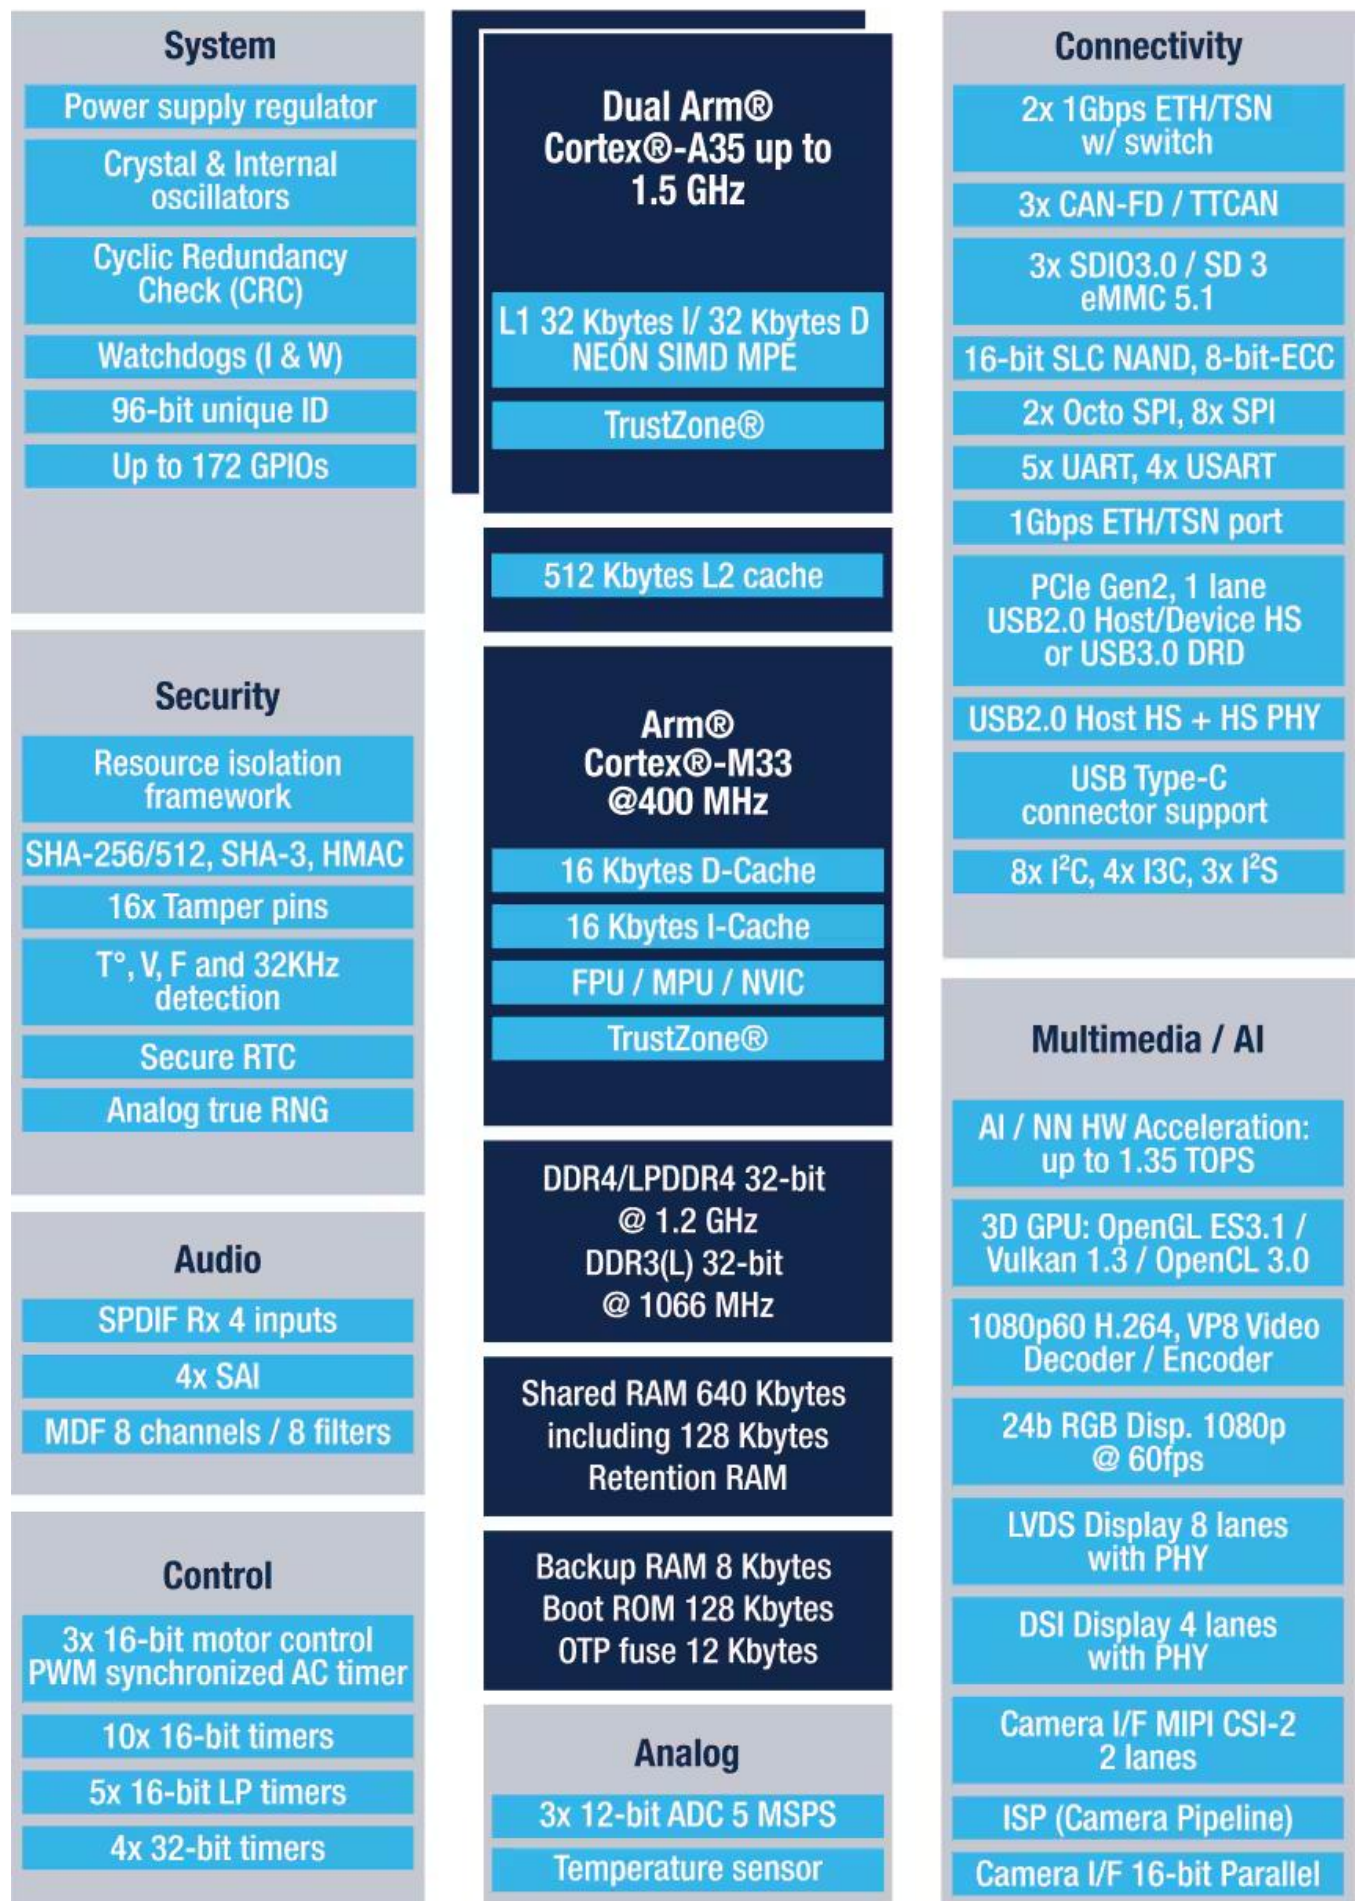 System
Power supply regulator
Crystal & Internal
oscillators
Cyclic Redundancy
Check (CRC)
Watchdogs (I & W)
96-bit unique ID
Up to 172 GPIOs
Security
Resource isolation
framework
SHA-256/512, SHA-3, HMAC
16x Tamper pins
T°, V, F and 32KHz
detection
Secure RTC
Analog true RNG
Audio
SPDIF Rx 4 inputs
4x SAI
MDF 8 channels / 8 filters
Control
3x 16-bit motor control
PWM synchronized AC timer
10x 16-bit timers
5x 16-bit LP timers
4x 32-bit timers
Dual Arm®
Cortex®-A35 up to
1.5 GHz
L1 32 Kbytes I/ 32 Kbytes D
NEON SIMD MPE
TrustZone®
512 Kbytes L2 cache
Arm®
Cortex®-M33
@400 MHz
16 Kbytes D-Cache
16 Kbytes I-Cache
FPU / MPU / NVIC
TrustZone®
DDR4/LPDDR4 32-bit
@ 1.2 GHz
DDR3(L) 32-bit
@ 1066 MHz
Shared RAM 640 Kbytes
including 128 Kbytes
Retention RAM
Backup RAM 8 Kbytes
Boot ROM 128 Kbytes
OTP fuse 12 Kbytes
Analog
3x 12-bit ADC 5 MSPS
Temperature sensor
Connectivity
2x 1Gbps ETH/TSN
w/ switch
3x CAN-FD / TTCAN
3x SDIO3.0 / SD 3
eMMC 5.1
16-bit SLC NAND, 8-bit-ECC
2x Octo SPI, 8x SPI
5x UART, 4x USART
1Gbps ETH/TSN port
PCIe Gen2, 1 lane
USB2.0 Host/Device HS
or USB3.0 DRD
USB2.0 Host HS + HS PHY
USB Type-C
connector support
8x I²C, 4x I3C, 3x I²S
Multimedia / AI
AI / NN HW Acceleration:
up to 1.35 TOPS
3D GPU: OpenGL ES3.1 /
Vulkan 1.3 / OpenCL 3.0
1080p60 H.264, VP8 Video
Decoder / Encoder
24b RGB Disp. 1080p
@ 60fps
LVDS Display 8 lanes
with PHY
DSI Display 4 lanes
with PHY
Camera I/F MIPI CSI-2
2 lanes
ISP (Camera Pipeline)
Camera I/F 16-bit Parallel